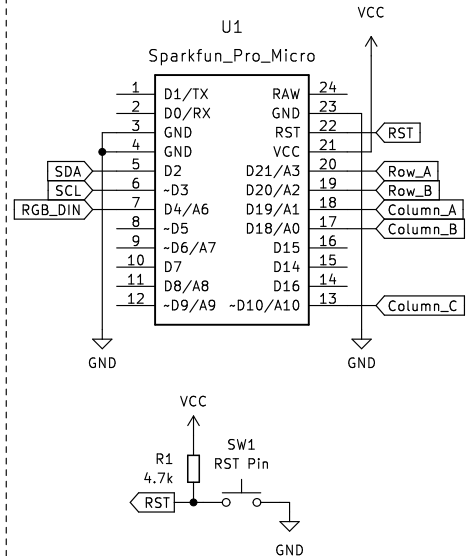 VCC
U1
Sparkfun_Pro_Micro
1 D1/TX RAW 24
2 D0/RX GND 23
3 GND RST 22 RST
4 GND VCC 21
SDA 5 D2 D21/A3 20 Row_A
SCL 6 ~D3 D20/A2 19 Row_B
RGB_DIN 7 D4/A6 D19/A1 18 Column_A
8 ~D5 D18/A0 17 Column_B
9 ~D6/A7 D15 16
10 D7 D14 15
11 D8/A8 D16 14
12 ~D9/A9 ~D10/A10 13 Column_C
GND GND
VCC
R1
4.7k
SW1
RST Pin
RST
GND